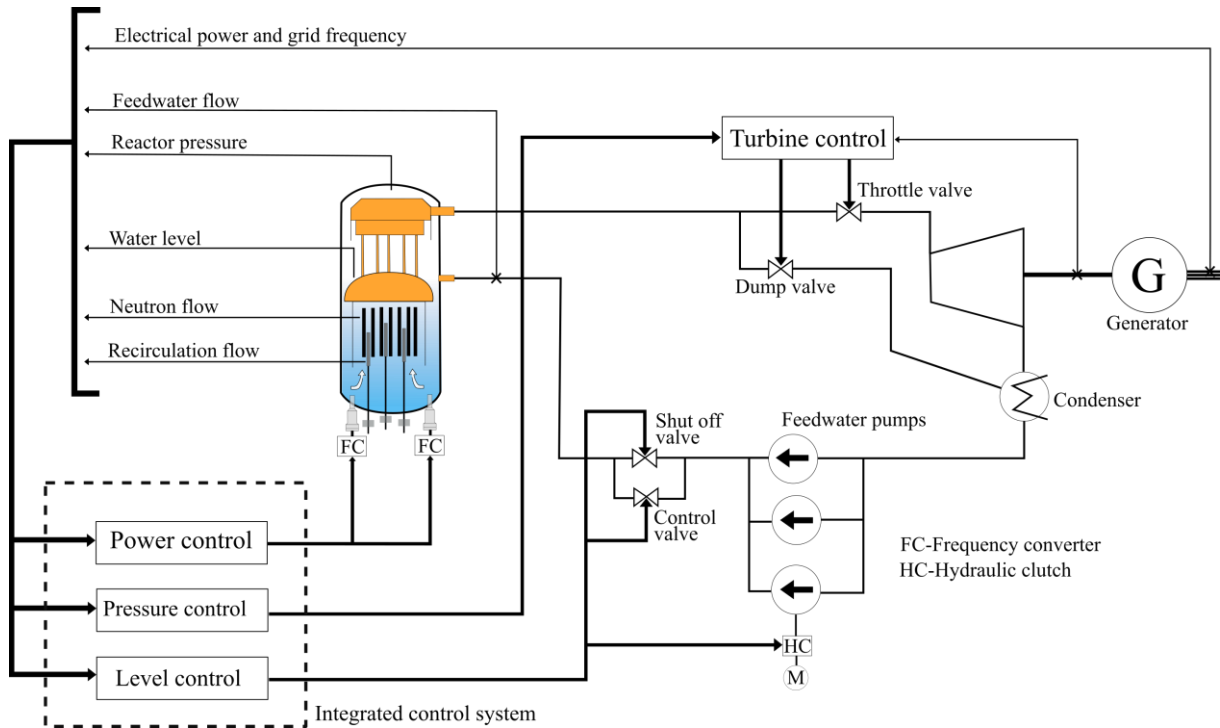 Electrical power and grid frequency
Feedwater flow
Reactor pressure
Turbine control
Throttle valve
Water level
Dump valve
G
Generator
Neutron flow
Recirculation flow
Condenser
FC
FC
Shut off
valve
Feedwater pumps
Control
valve
Power control
FC-Frequency converter
HC-Hydraulic clutch
Pressure control
HC
Level control
M
Integrated control system